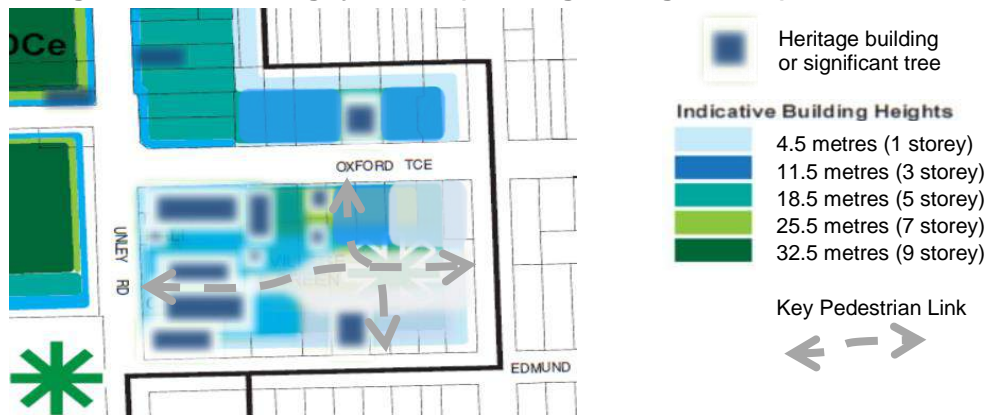 DCe
OXFORD TCE
UNLEY RD
EDMUND
Heritage building
or significant tree
Indicative Building Heights
4.5 metres (1 storey)
11.5 metres (3 storey)
18.5 metres (5 storey)
25.5 metres (7 storey)
32.5 metres (9 storey)
Key Pedestrian Link